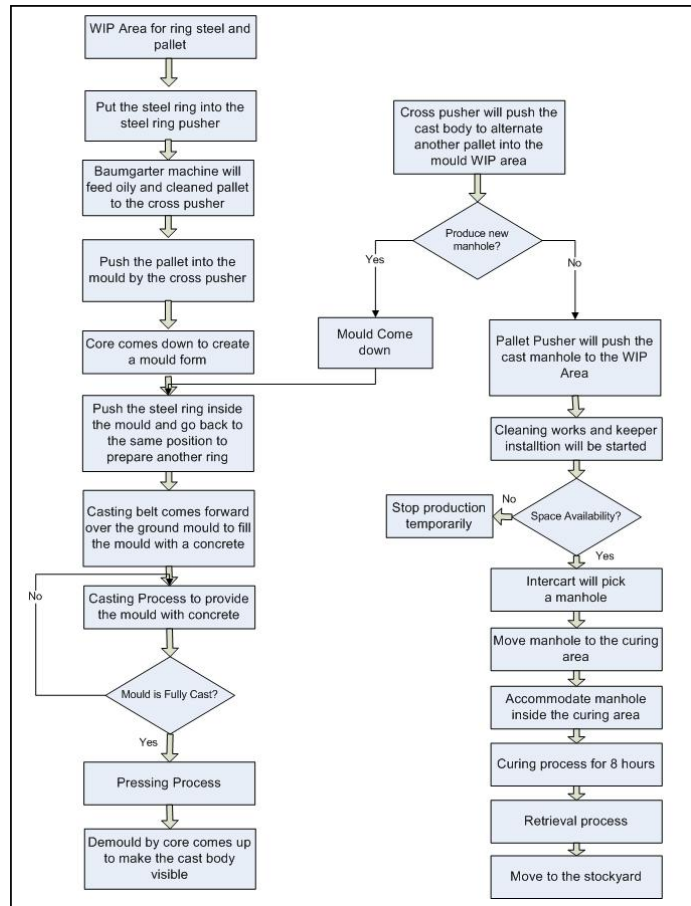 WIP Area for ring steel and
pallet
Put the steel ring into the
steel ring pusher
Baumgarter machine will
feed oily and cleaned pallet
to the cross pusher
Push the pallet into the
mould by the cross pusher
Core comes down to create
a mould form
Push the steel ring inside
the mould and go back to
the same position to
prepare another ring
Casting belt comes forward
over the ground mould to fill
the mould with a concrete
No
Casting Process to provide
the mould with concrete
Mould is Fully Cast?
Yes
Pressing Process
Demould by core comes up
to make the cast body
visible
Cross pusher will push the
cast body to alternate
another pallet into the
mould WIP area
Produce new
manhole?
Yes
No
Mould Come
down
Pallet Pusher will push the
cast manhole to the WIP
Area
Cleaning works and keeper
installtion will be started
Space Availability?
No
Stop production
temporarily
Yes
Intercart will pick
a manhole
Move manhole to the curing
area
Accommodate manhole
inside the curing area
Curing process for 8 hours
Retrieval process
Move to the stockyard